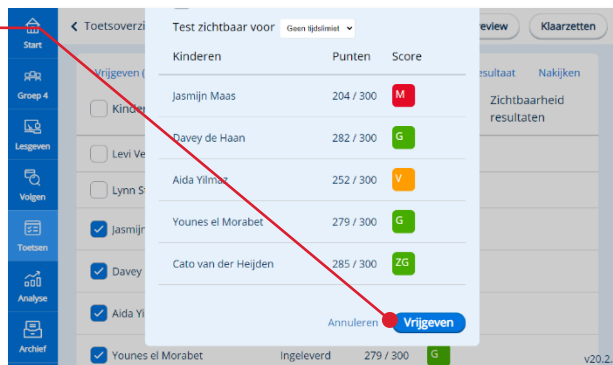 Start
Groep 4
Lesgeven
Volgen
Toetsen
Analyse
Archief
Toetsoverzi
eview
Klaarzetten
Vrijgeven (
esultaat
Nakijken
Kinder
Zichtbaarheid
resultaten
Levi Ve
Lynn S
Jasmijn
Davey
Aida Yi
Younes el Morabet Ingeleverd 279 / 300 G
Test zichtbaar voor Geen tijdslimiet
Kinderen Punten Score
Jasmijn Maas 204 / 300 M
Davey de Haan 282 / 300 G
Aida Yilmaz 252 / 300 V
Younes el Morabet 279 / 300 G
Cato van der Heijden 285 / 300 ZG
Annuleren Vrijgeven
v20.2.